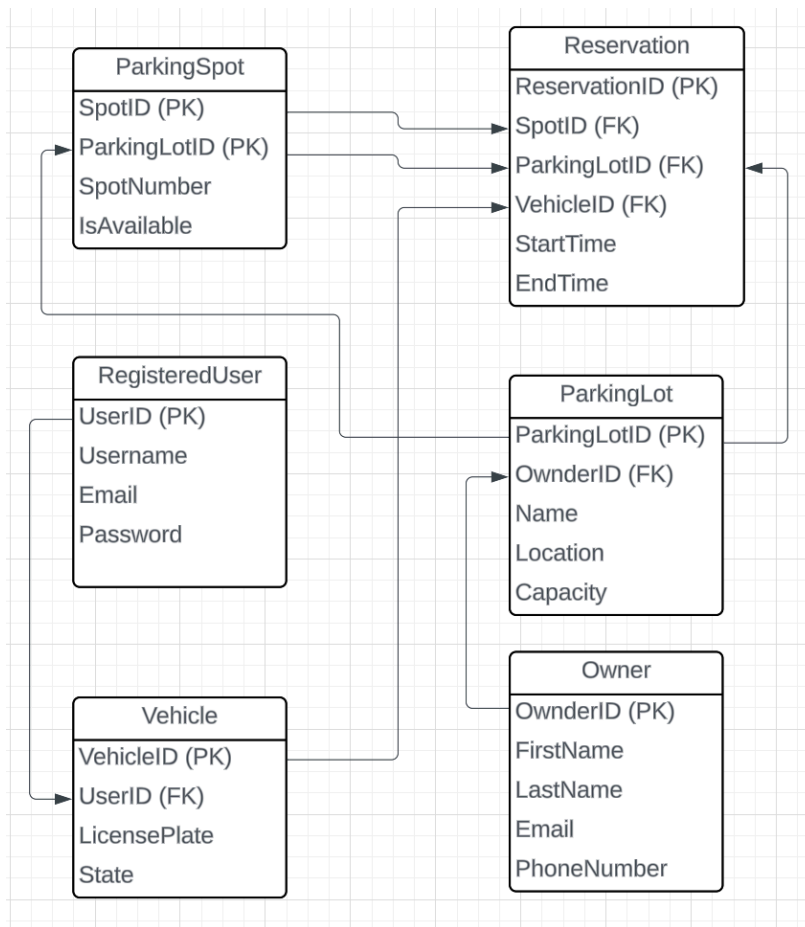 ParkingSpot
SpotID (PK)
ParkingLotID (PK)
SpotNumber
IsAvailable
Reservation
ReservationID (PK)
SpotID (FK)
ParkingLotID (FK)
VehicleID (FK)
StartTime
EndTime
RegisteredUser
UserID (PK)
Username
Email
Password
ParkingLot
ParkingLotID (PK)
OwnderID (FK)
Name
Location
Capacity
Vehicle
VehicleID (PK)
UserID (FK)
LicensePlate
State
Owner
OwnderID (PK)
FirstName
LastName
Email
PhoneNumber